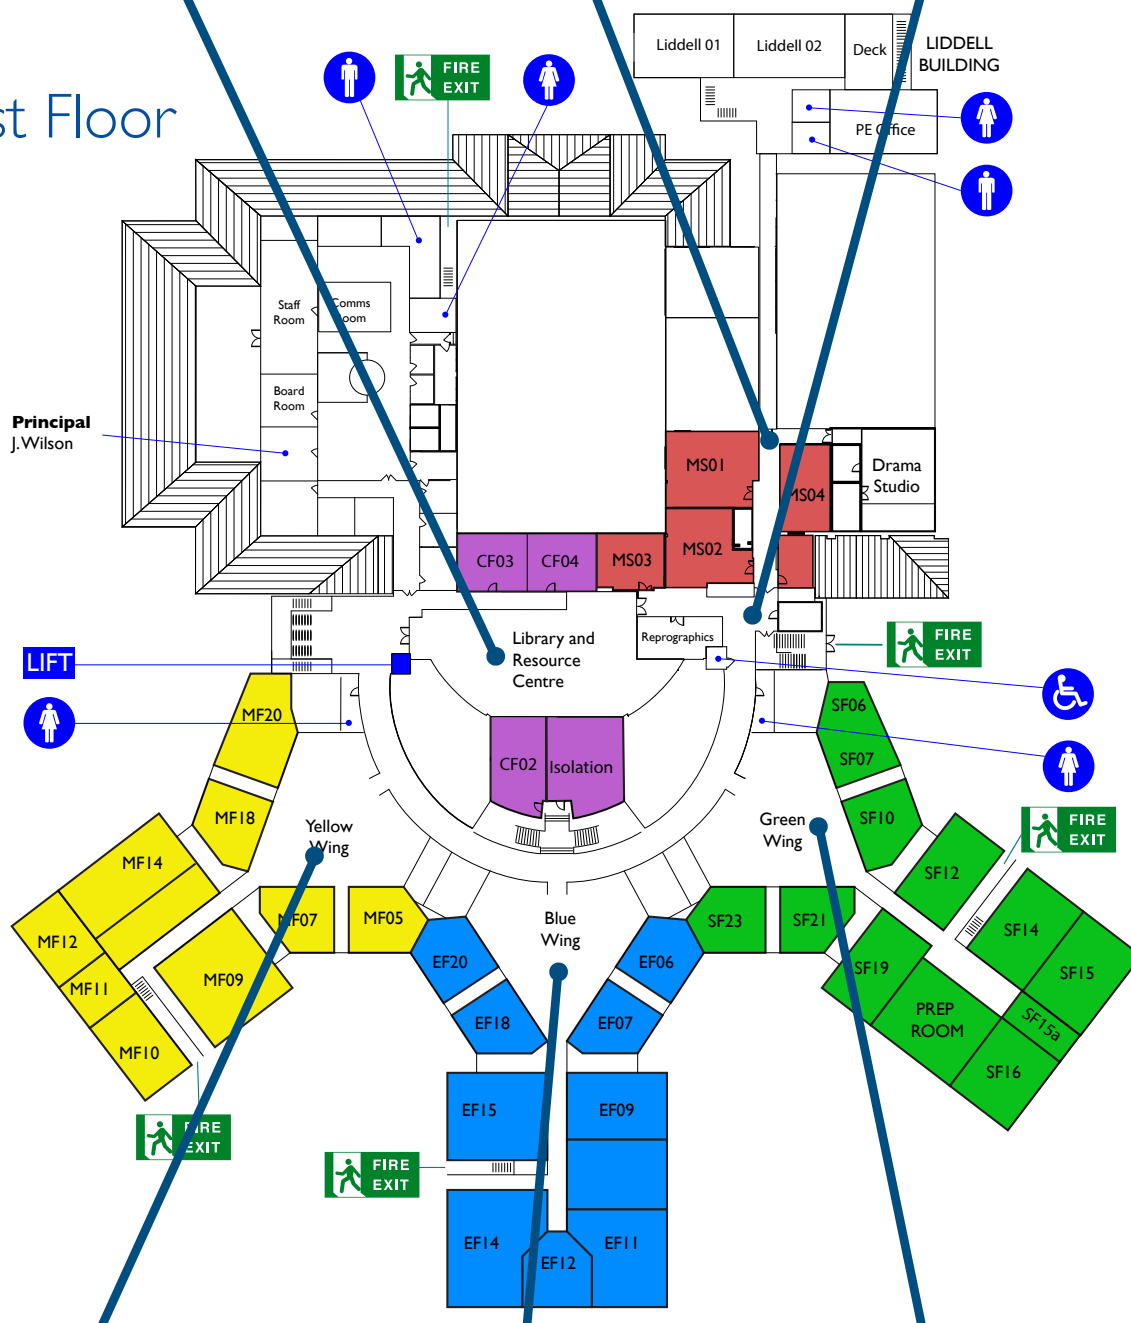 st Floor
Liddell 01
Liddell 02
Deck
LIDDELL
BUILDING
FIRE
EXIT
PE Office
Staff
Room
Comms
Room
Board
Room
Principal
J.Wilson
MS01
MS04
Drama
Studio
MS02
CF03
CF04
MS03
Library and
Resource
Centre
Reprographics
FIRE
EXIT
LIFT
MF20
SF06
SF07
CF02
Isolation
MF18
SF10
Yellow
Wing
Green
Wing
FIRE
EXIT
MF14
SF12
MF07
MF05
Blue
Wing
SF23
SF21
SF14
MF12
MF11
MF09
EF20
EF06
SF19
SF15
EF18
EF07
PREP
ROOM
SF15a
MF10
SF16
FIRE
EXIT
EF15
EF09
FIRE
EXIT
EF14
EF12
EF11